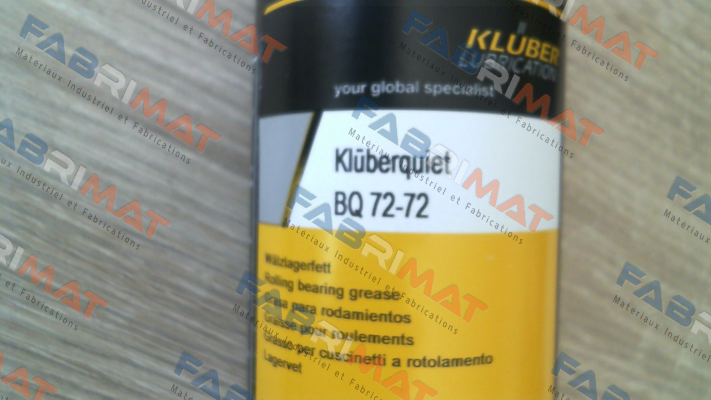 KLÜBER
LUBRICATION
your global specialist
Klüberquiet
BQ 72-72
Wälzlagerfett
Rolling bearing grease
Grasa para rodamientos
Graisse pour roulements
Grasso per cuscinetti a rotolamento
Lagervet
FABRIMAT
Materiaux Industriel et Fabrications